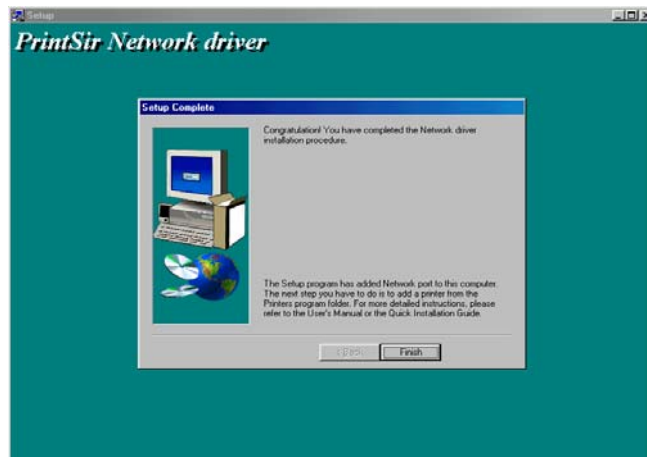 Setup
PrintSir Network driver
Setup Complete
Congratulation! You have completed the Network driver
installation procedure.
The Setup program has added Network port to this computer.
The next step you have to do is to add a printer from the
Printers program folder. For more detailed instructions, please
refer to the User's Manual or the Quick Installation Guide.
< Back
Finish